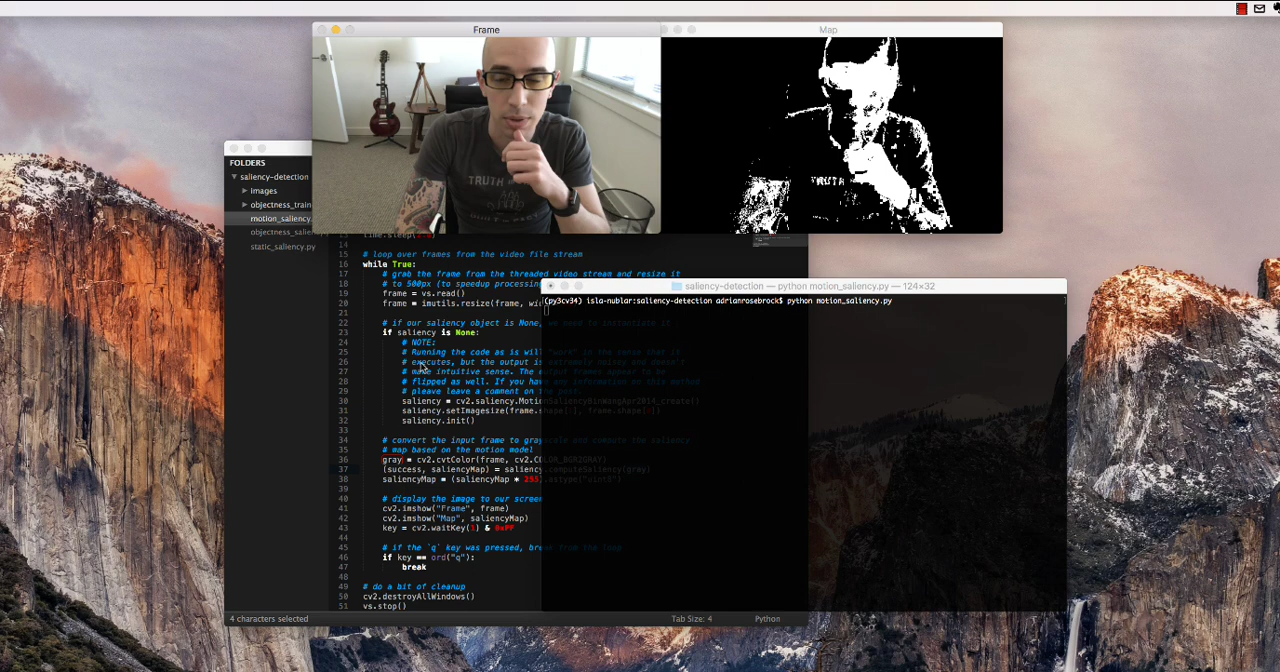 Frame
Map
TRUTH
TRUTH
FOLDERS
saliency-detection
images
objectness_train
motion_saliency.
objectness_salie
static_saliency.py
14
15 # loop over frames from the video file stream
16 while True:
17 # grab the frame from the threaded video stream and resize it
18 # to 500px (to speedup processing
19 frame = vs.read()
20 frame = imutils.resize(frame,
21
22 # if our saliency object is None, we need to instantiate it
23 if saliency is None:
24 # NOTE:
25 # Running the code as is will "work" in the sense that it
26 # executes, but the output is extremely noisey and doesn't
27 # make intuitive sense. The output frames appear to be
28 # flipped as well. If you have any information on this method
29 # pleave leave a comment on the post.
30 saliency = cv2.saliency.MotionSaliencyBinWangApr2014_create()
31 saliency.setImagesize(frame.shape[1], frame.shape[0])
32 saliency.init()
33
34 # convert the input frame to grayscale and compute the saliency
35 # map based on the motion model
36 gray = cv2.cvtColor(frame, cv2.COLOR_BGR2GRAY)
37 (success, saliencyMap) = saliency.computeSaliency(gray)
38 saliencyMap = (saliencyMap * 255).astype("uint8")
39
40 # display the image to our screen
41 cv2.imshow("Frame", frame)
42 cv2.imshow("Map", saliencyMap)
43 key = cv2.waitKey(1) & 0xFF
44
45 # if the `q` key was pressed, break from the loop
46 if key == ord("q"):
47 break
48
49 # do a bit of cleanup
50 cv2.destroyAllWindows()
51 vs.stop()
4 characters selected
Tab Size: 4
Python
saliency-detection — python motion_saliency.py — 124×32
(py3cv34) isla-nublar:saliency-detection adrianrosebrock$ python motion_saliency.py